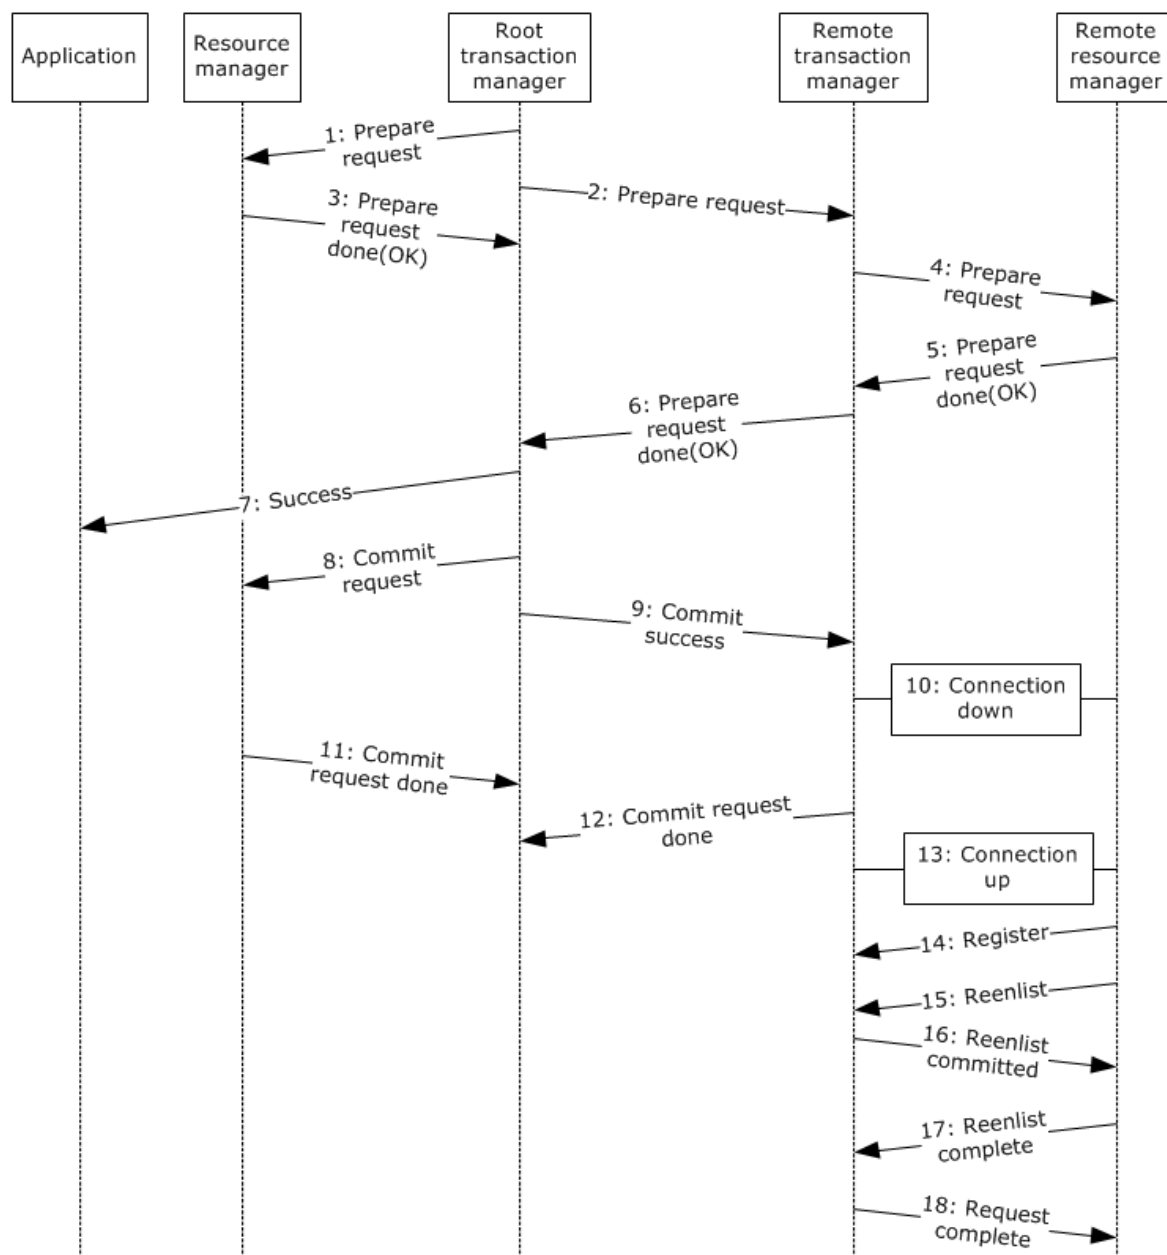 Application
Resource
manager
Root
transaction
manager
Remote
transaction
manager
Remote
resource
manager
1: Prepare
request
2: Prepare request
3: Prepare
request
done(OK)
4: Prepare
request
5: Prepare
request
done(OK)
6: Prepare
request
done(OK)
7: Success
8: Commit
request
9: Commit
success
10: Connection
down
11: Commit
request done
12: Commit request
done
13: Connection
up
14: Register
15: Reenlist
16: Reenlist
committed
17: Reenlist
complete
18: Request
complete